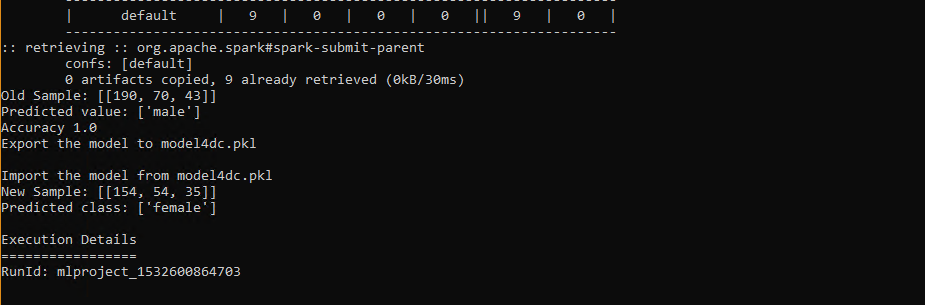 ---------------------------------------------------------------------
|      default     |   9   |   0   |   0   |   0   ||   9   |   0   |
---------------------------------------------------------------------
:: retrieving :: org.apache.spark#spark-submit-parent
confs: [default]
0 artifacts copied, 9 already retrieved (0kB/30ms)
Old Sample: [[190, 70, 43]]
Predicted value: ['male']
Accuracy 1.0
Export the model to model4dc.pkl
Import the model from model4dc.pkl
New Sample: [[154, 54, 35]]
Predicted class: ['female']
Execution Details
=================
RunId: mlproject_1532600864703